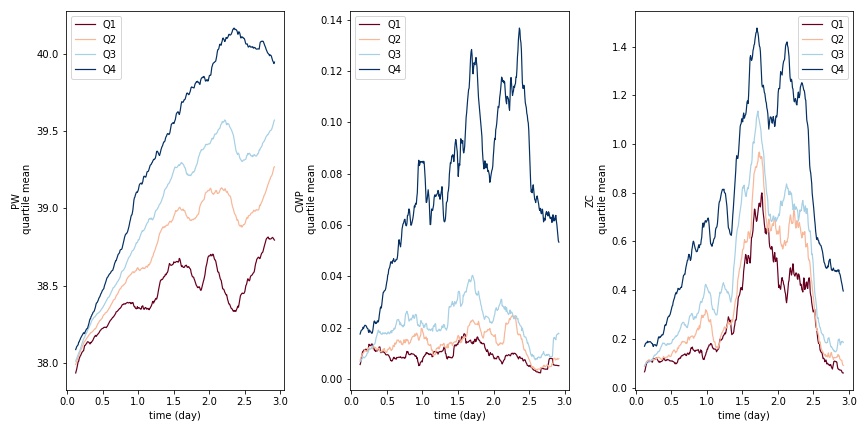 Q1
Q2
Q3
Q4
40.0
39.5
39.0
38.5
38.0
PW
quartile mean
0.0 0.5 1.0 1.5 2.0 2.5 3.0
time (day)
Q1
Q2
Q3
Q4
0.14
0.12
0.10
0.08
0.06
0.04
0.02
0.00
CWP
quartile mean
0.0 0.5 1.0 1.5 2.0 2.5 3.0
time (day)
Q1
Q2
Q3
Q4
1.4
1.2
1.0
0.8
0.6
0.4
0.2
0.0
ZC
quartile mean
0.0 0.5 1.0 1.5 2.0 2.5 3.0
time (day)